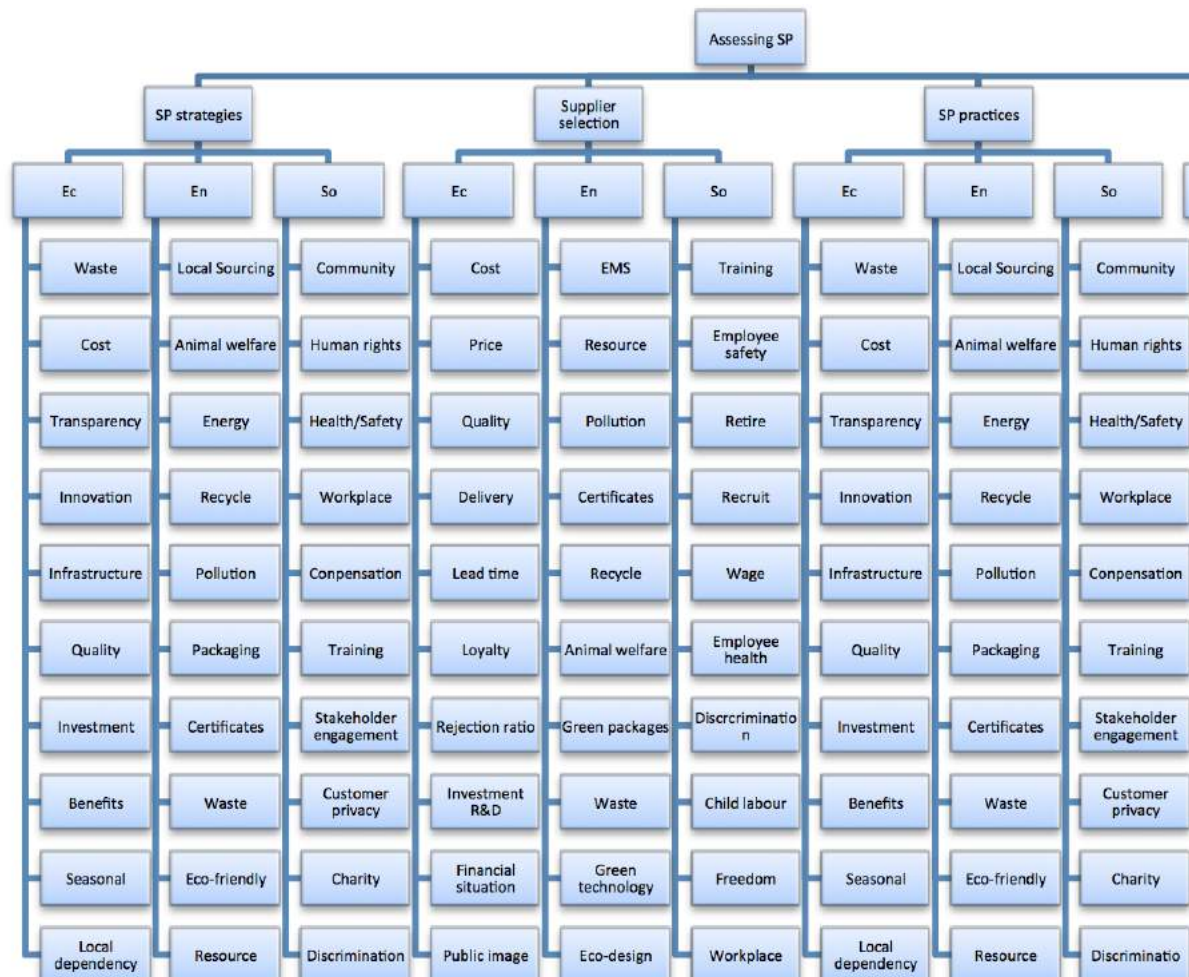 Assessing SP
SP strategies
Supplier
selection
SP practices
Ec
En
So
Ec
En
So
Ec
En
So
Waste
Local Sourcing
Community
Cost
EMS
Training
Waste
Local Sourcing
Community
Cost
Animal welfare
Human rights
Price
Resource
Employee
safety
Cost
Animal welfare
Human rights
Transparency
Energy
Health/Safety
Quality
Pollution
Retire
Transparency
Energy
Health/Safety
Innovation
Recycle
Workplace
Delivery
Certificates
Recruit
Innovation
Recycle
Workplace
Infrastructure
Pollution
Conpensation
Lead time
Recycle
Wage
Infrastructure
Pollution
Conpensation
Quality
Packaging
Training
Loyalty
Animal welfare
Employee
health
Quality
Packaging
Training
Investment
Certificates
Stakeholder
engagement
Rejection ratio
Green packages
Discrcriminatio
n
Investment
Certificates
Stakeholder
engagement
Benefits
Waste
Customer
privacy
Investment
R&D
Waste
Child labour
Benefits
Waste
Customer
privacy
Seasonal
Eco-friendly
Charity
Financial
situation
Green
technology
Freedom
Seasonal
Eco-friendly
Charity
Local
dependency
Resource
Discrimination
Public image
Eco-design
Workplace
Local
dependency
Resource
Discriminatio